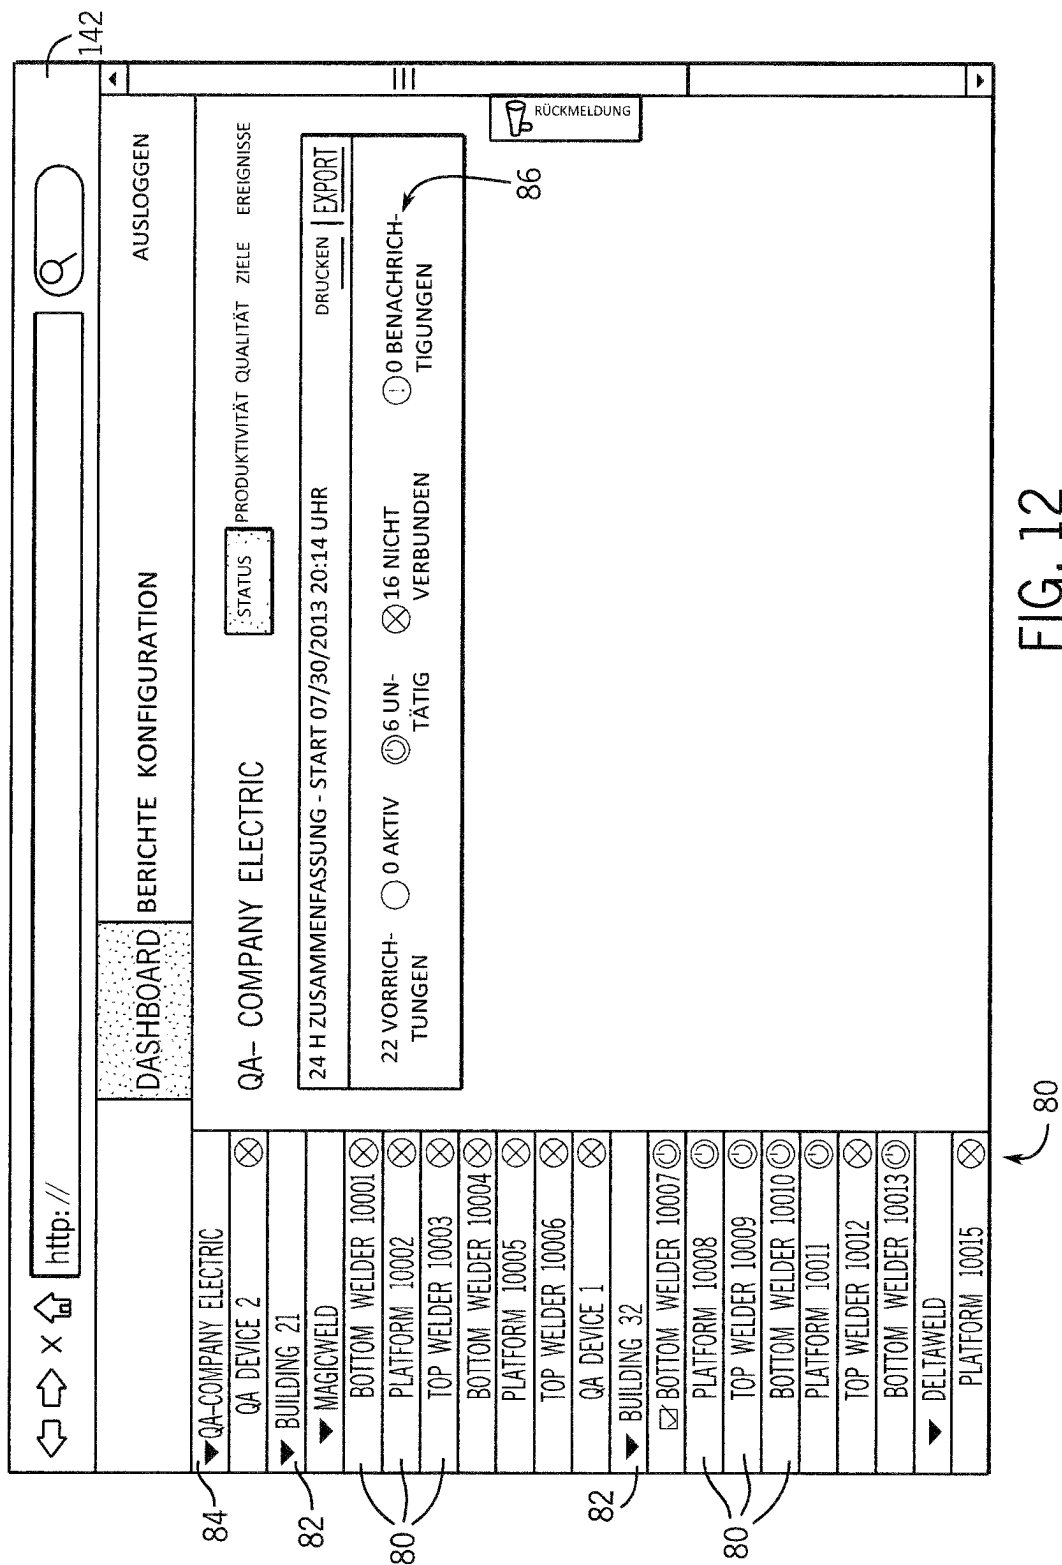 142
http://
DASHBOARD BERICHTE KONFIGURATION AUSLOGGEN
84
QA-COMPANY ELECTRIC
QA DEVICE 2
82
BUILDING 21
MAGICWELD
80
BOTTOM WELDER 10001
PLATFORM 10002
TOP WELDER 10003
BOTTOM WELDER 10004
PLATFORM 10005
TOP WELDER 10006
QA DEVICE 1
82
BUILDING 32
BOTTOM WELDER 10007
80
PLATFORM 10008
TOP WELDER 10009
BOTTOM WELDER 10010
PLATFORM 10011
TOP WELDER 10012
BOTTOM WELDER 10013
DELTAWELD
PLATFORM 10015
80
QA- COMPANY ELECTRIC
STATUS PRODUKTIVITÄT QUALITÄT ZIELE EREIGNISSE
24 H ZUSAMMENFASSUNG - START 07/30/2013 20:14 UHR
DRUCKEN | EXPORT
22 VORRICH-
TUNGEN
0 AKTIV
6 UN-
TÄTIG
16 NICHT
VERBUNDEN
0 BENACHRICH-
TIGUNGEN
86
RÜCKMELDUNG
FIG. 12